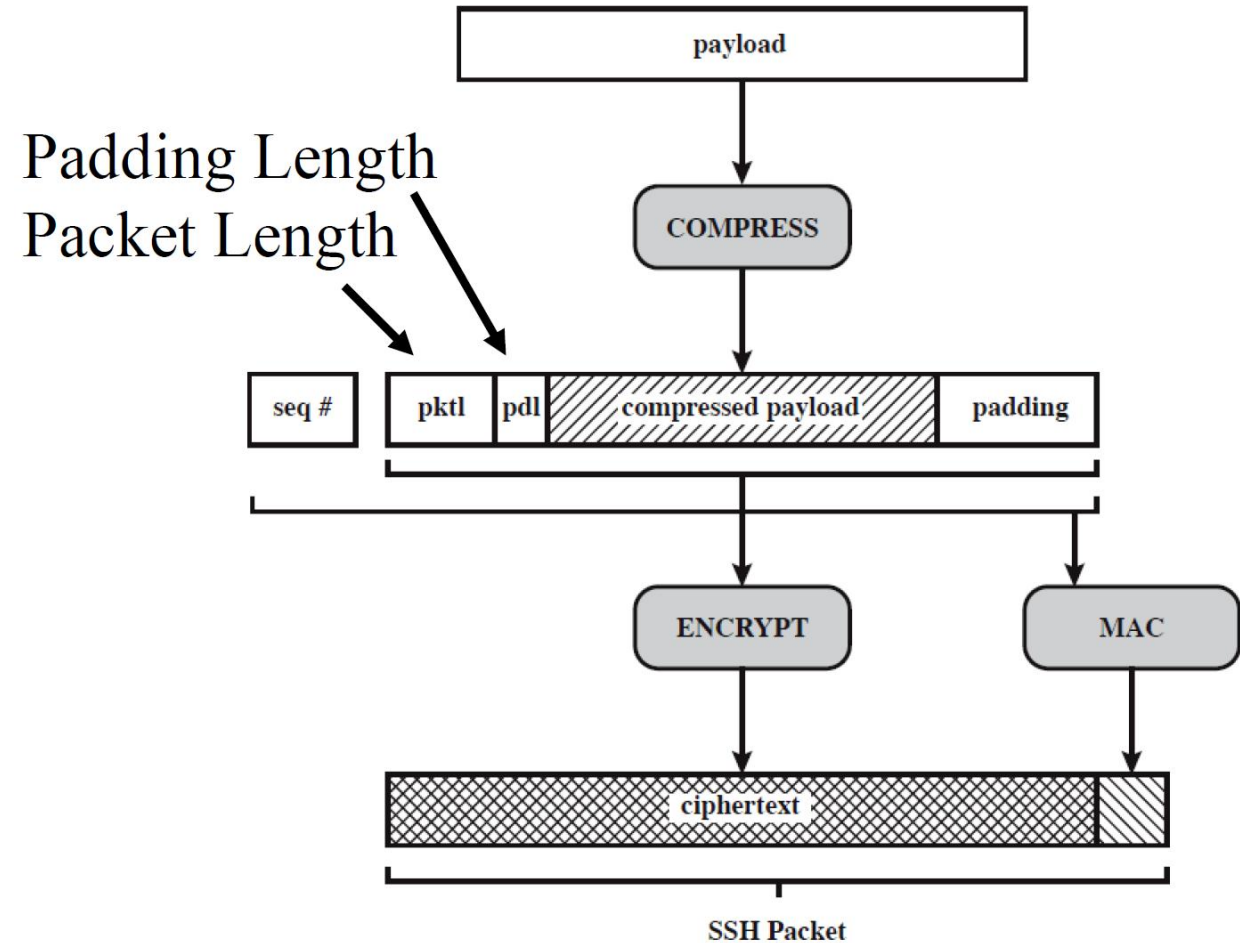 payload
Padding Length
Packet Length
COMPRESS
seq # pktl pdl compressed payload padding
ENCRYPT MAC
ciphertext
SSH Packet